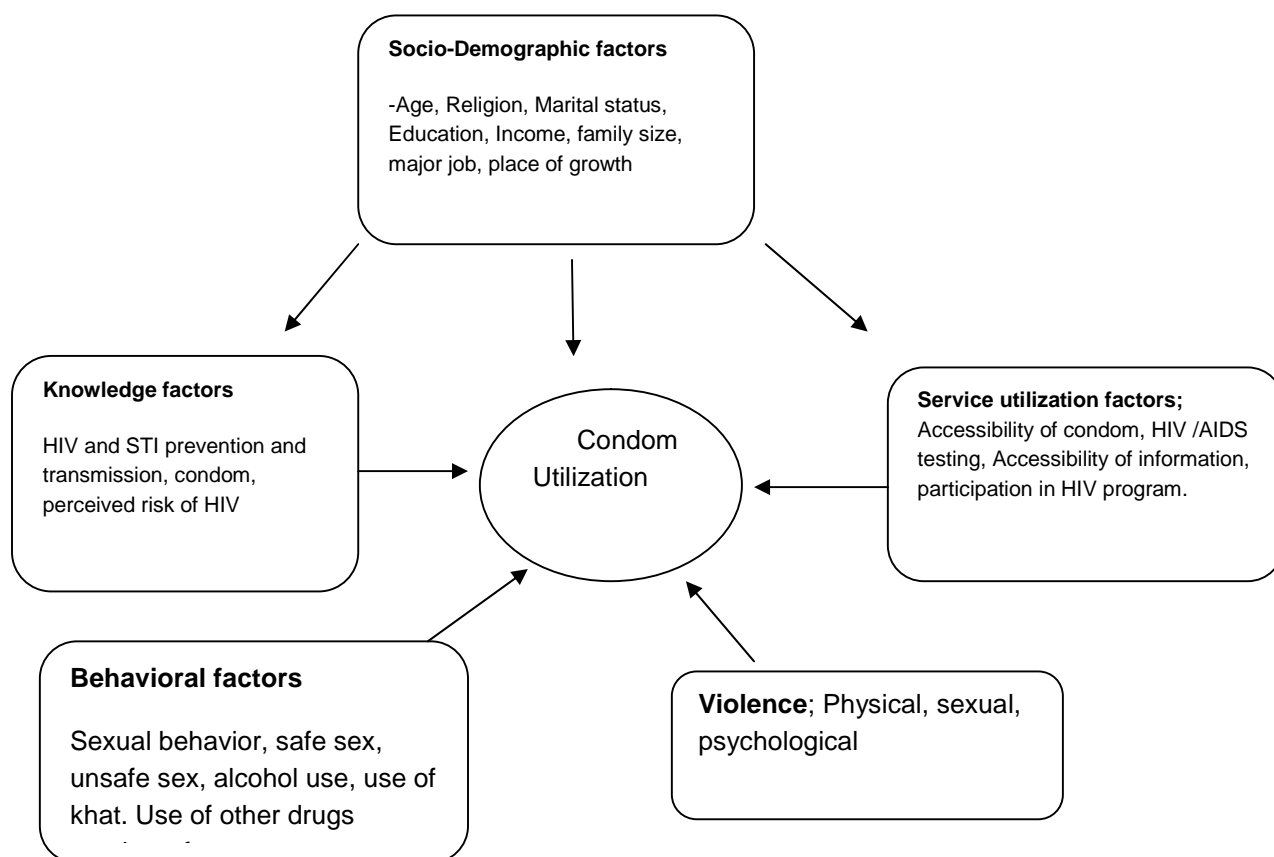 Socio-Demographic factors
-Age, Religion, Marital status,
Education, Income, family size,
major job, place of growth
Knowledge factors
HIV and STI prevention and
transmission, condom,
perceived risk of HIV
Condom
Utilization
Service utilization factors;
Accessibility of condom, HIV /AIDS
testing, Accessibility of information,
participation in HIV program.
Behavioral factors
Sexual behavior, safe sex,
unsafe sex, alcohol use, use of
khat. Use of other drugs
Violence; Physical, sexual,
psychological